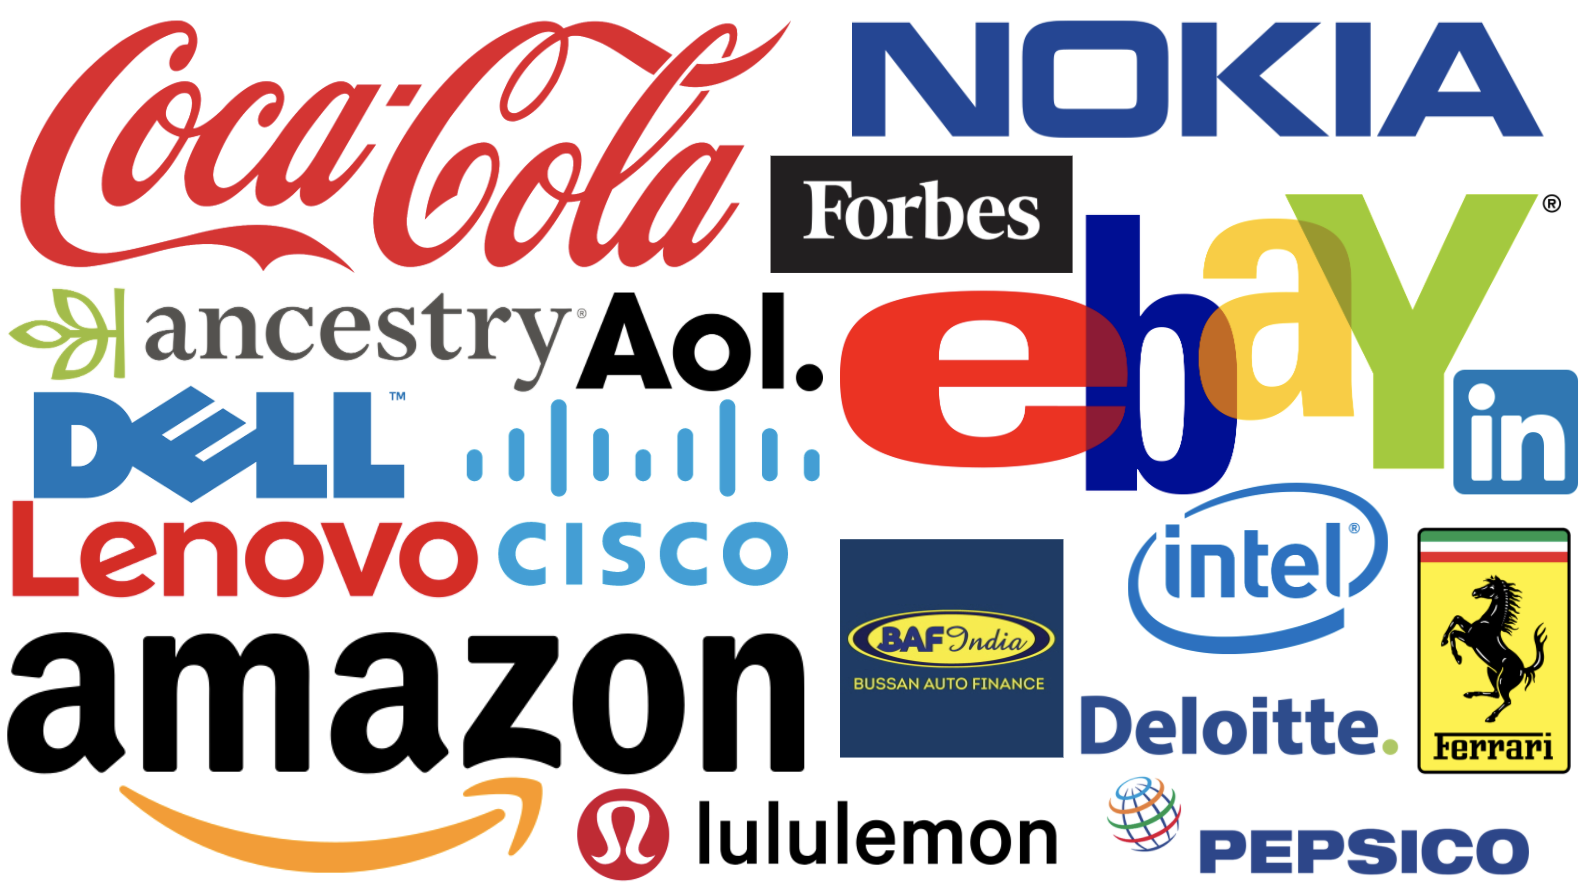 Coca-Cola
NOKIA
Forbes
ebaY®
ancestry®
Aol.
DELL™
in
Lenovo
CISCO
intel®
BAF India
BUSSAN AUTO FINANCE
Ferrari
amazon
Deloitte.
lululemon
PEPSICO